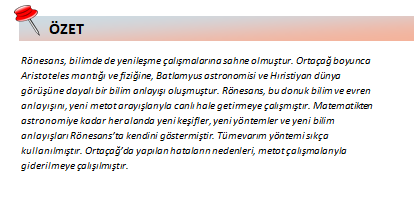 ÖZET
Rönesans, bilimde de yenileşme çalışmalarına sahne olmuştur. Ortaçağ boyunca
Aristoteles mantığı ve fiziğine, Batlamyus astronomisi ve Hıristiyan dünya
görüşüne dayalı bir bilim anlayışı oluşmuştur. Rönesans, bu donuk bilim ve evren
anlayışını, yeni metot arayışlarıyla canlı hale getirmeye çalışmıştır. Matematikten
astronomiye kadar her alanda yeni keşifler, yeni yöntemler ve yeni bilim
anlayışları Rönesans’ta kendini göstermiştir. Tümevarım yöntemi sıkça
kullanılmıştır. Ortaçağ’da yapılan hataların nedenleri, metot çalışmalarıyla
giderilmeye çalışılmıştır.